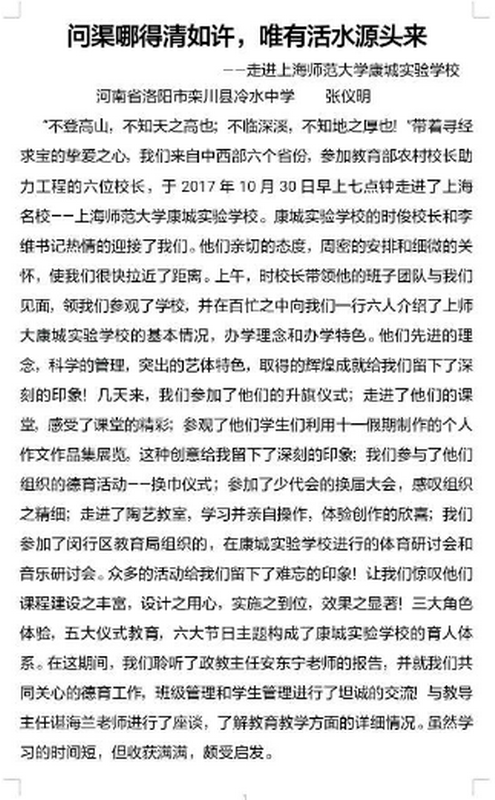 问渠哪得清如许，唯有活水源头来
——走进上海师范大学康城实验学校
河南省洛阳市栾川县冷水中学 张仪明
“不登高山，不知天之高也；不临深溪，不知地之厚也！”带着寻经
求宝的挚爱之心，我们来自中西部六个省份，参加教育部农村校长助
力工程的六位校长，于 2017 年 10 月 30 日早上七点钟走进了上海
名校——上海师范大学康城实验学校。康城实验学校的时俊校长和李
维书记热情的迎接了我们。他们亲切的态度，周密的安排和细微的关
怀，使我们很快拉近了距离。上午，时校长带领他的班子团队与我们
见面，领我们参观了学校，并在百忙之中向我们一行六人介绍了上师
大康城实验学校的基本情况，办学理念和办学特色。他们先进的理
念，科学的管理，突出的艺体特色，取得的辉煌成就给我们留下了深
刻的印象！几天来，我们参加了他们的升旗仪式；走进了他们的课
堂，感受了课堂的精彩；参观了他们学生们利用十一假期制作的个人
作文作品集展览，这种创意给我留下了深刻的印象；我们参与了他们
组织的德育活动——换巾仪式；参加了少代会的换届大会，感叹组织
之精细；走进了陶艺教室，学习并亲自操作，体验创作的欣喜；我们
参加了闵行区教育局组织的，在康城实验学校进行的体育研讨会和
音乐研讨会。众多的活动给我们留下了难忘的印象！让我们惊叹他们
课程建设之丰富，设计之用心，实施之到位，效果之显著！三大角色
体验，五大仪式教育，六大节日主题构成了康城实验学校的育人体
系。在这期间，我们聆听了政教主任安东宁老师的报告，并就我们共
同关心的德育工作，班级管理和学生管理进行了坦诚的交流！与教导
主任谌海兰老师进行了座谈，了解教育教学方面的详细情况。虽然学
习的时间短，但收获满满，颇受启发。